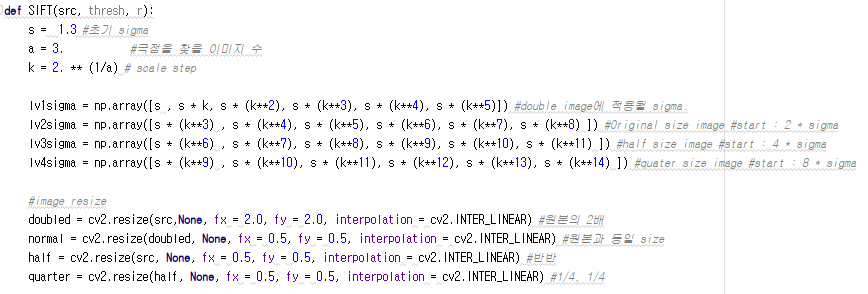 def SIFT(src, thresh, r):
s = 1.3 #초기 sigma
a = 3. #극점을 찾을 이미지 수
k = 2. ** (1/a) # scale step
lv1sigma = np.array([s , s * k, s * (k**2), s * (k**3), s * (k**4), s * (k**5)]) #double image에 적용될 sigma.
lv2sigma = np.array([s * (k**3) , s * (k**4), s * (k**5), s * (k**6), s * (k**7), s * (k**8) ]) #Original size image #start : 2 * sigma
lv3sigma = np.array([s * (k**6) , s * (k**7), s * (k**8), s * (k**9), s * (k**10), s * (k**11) ]) #half size image #start : 4 * sigma
lv4sigma = np.array([s * (k**9) , s * (k**10), s * (k**11), s * (k**12), s * (k**13), s * (k**14) ]) #quater size image #start : 8 * sigma
#image resize
doubled = cv2.resize(src,None, fx = 2.0, fy = 2.0, interpolation = cv2.INTER_LINEAR) #원본의 2배
normal = cv2.resize(doubled, None, fx = 0.5, fy = 0.5, interpolation = cv2.INTER_LINEAR) #원본과 동일 size
half = cv2.resize(src, None, fx = 0.5, fy = 0.5, interpolation = cv2.INTER_LINEAR) #반반
quarter = cv2.resize(half, None, fx = 0.5, fy = 0.5, interpolation = cv2.INTER_LINEAR) #1/4, 1/4